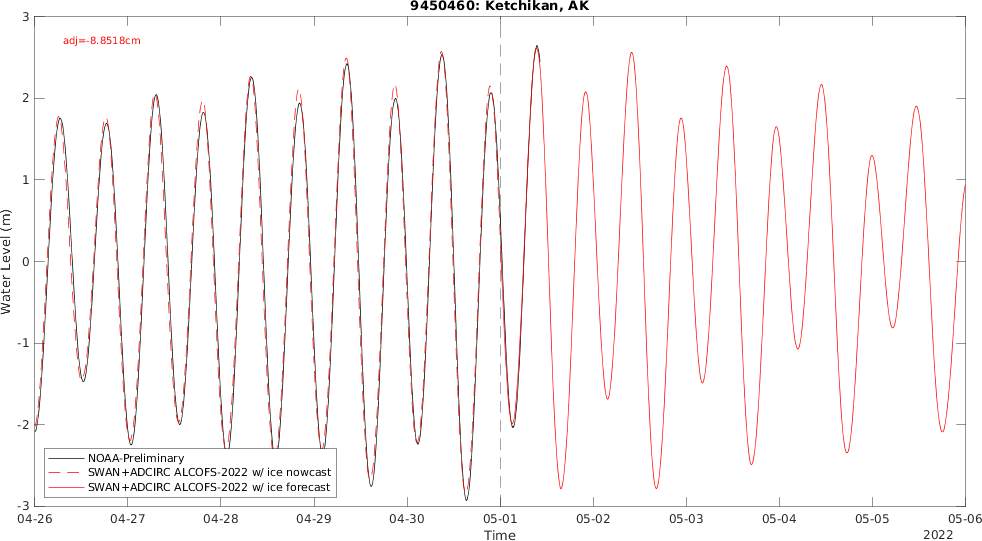 9450460: Ketchikan, AK
adj=-8.8518cm
3
2
1
0
-1
-2
-3
Water Level (m)
NOAA-Preliminary
SWAN+ADCIRC ALCOFS-2022 w/ ice nowcast
SWAN+ADCIRC ALCOFS-2022 w/ ice forecast
04-26 04-27 04-28 04-29 04-30 05-01 05-02 05-03 05-04 05-05 05-06
Time
2022